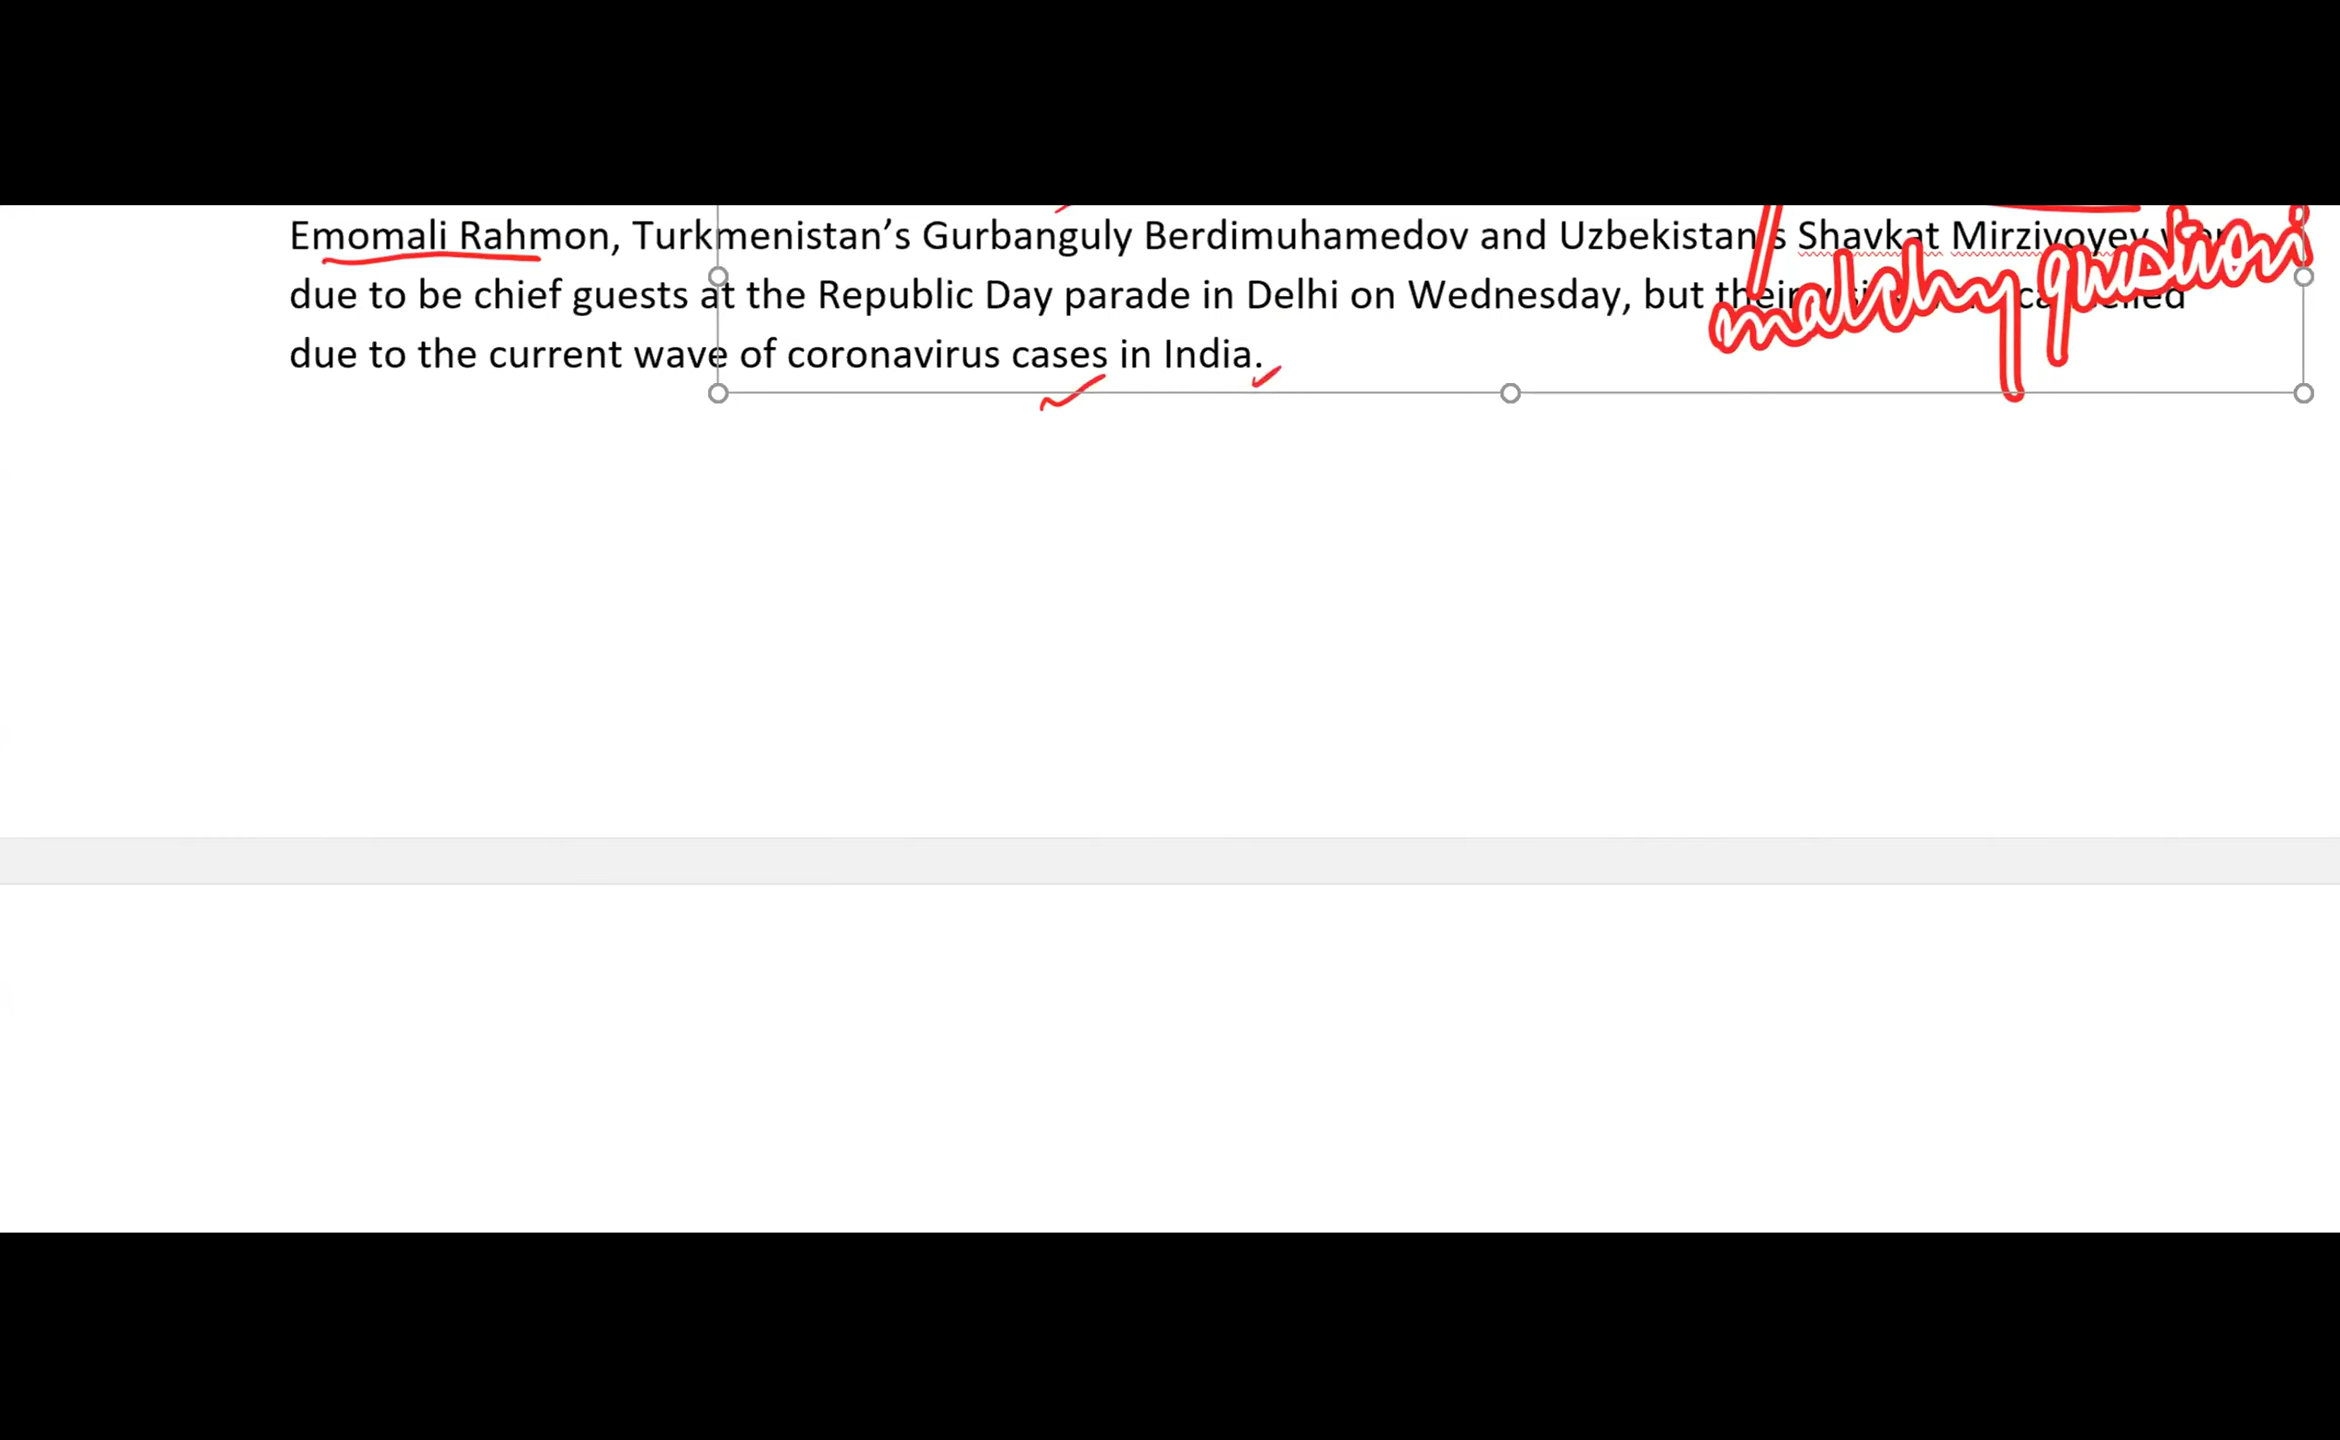 Emomali Rahmon, Turkmenistan's Gurbanguly Berdimuhamedov and Uzbekistan's Shavkat Mirziyoyev
due to be chief guests at the Republic Day parade in Delhi on Wednesday, but their
due to the current wave of coronavirus cases in India.
question